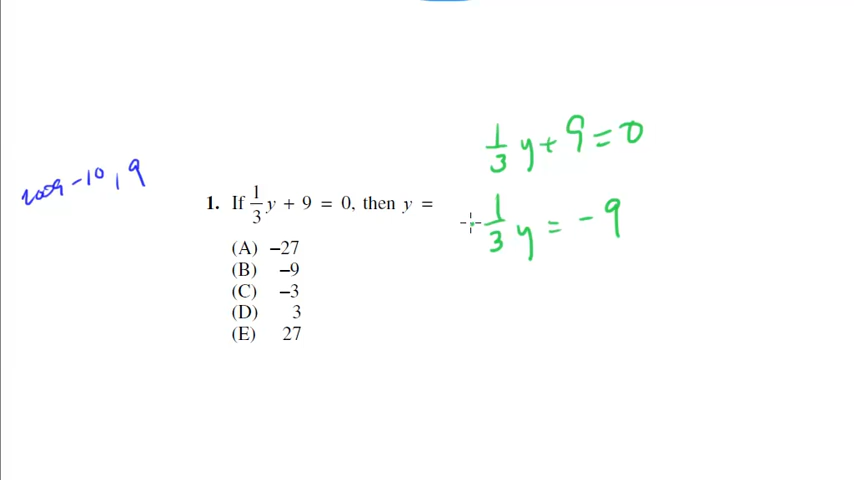 2009-10, 9
1. If 1/3 y + 9 = 0, then y =
(A) −27
(B) −9
(C) −3
(D) 3
(E) 27
1/3 y + 9 = 0
1/3 y = -9